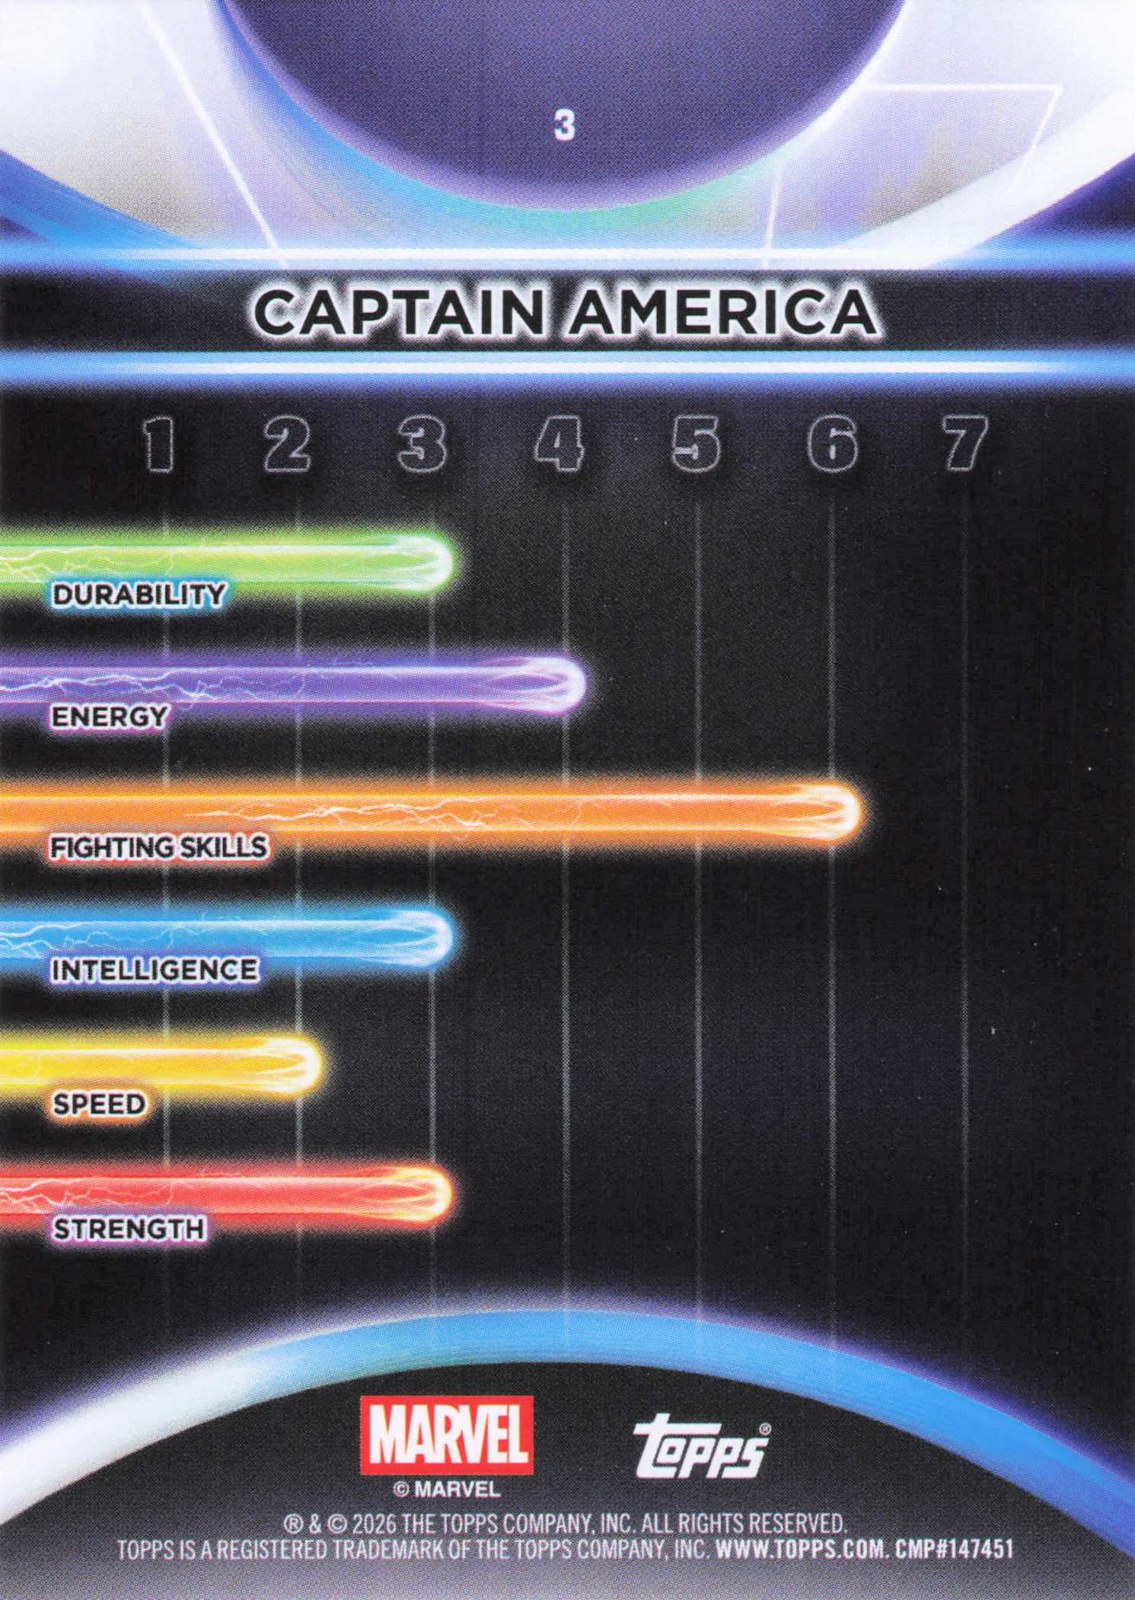 3
CAPTAIN AMERICA
1 2 3 4 5 6 7
DURABILITY
ENERGY
FIGHTING SKILLS
INTELLIGENCE
SPEED
STRENGTH
MARVEL
© MARVEL
topps®
® & © 2026 THE TOPPS COMPANY, INC. ALL RIGHTS RESERVED.
TOPPS IS A REGISTERED TRADEMARK OF THE TOPPS COMPANY, INC. WWW.TOPPS.COM. CMP#147451